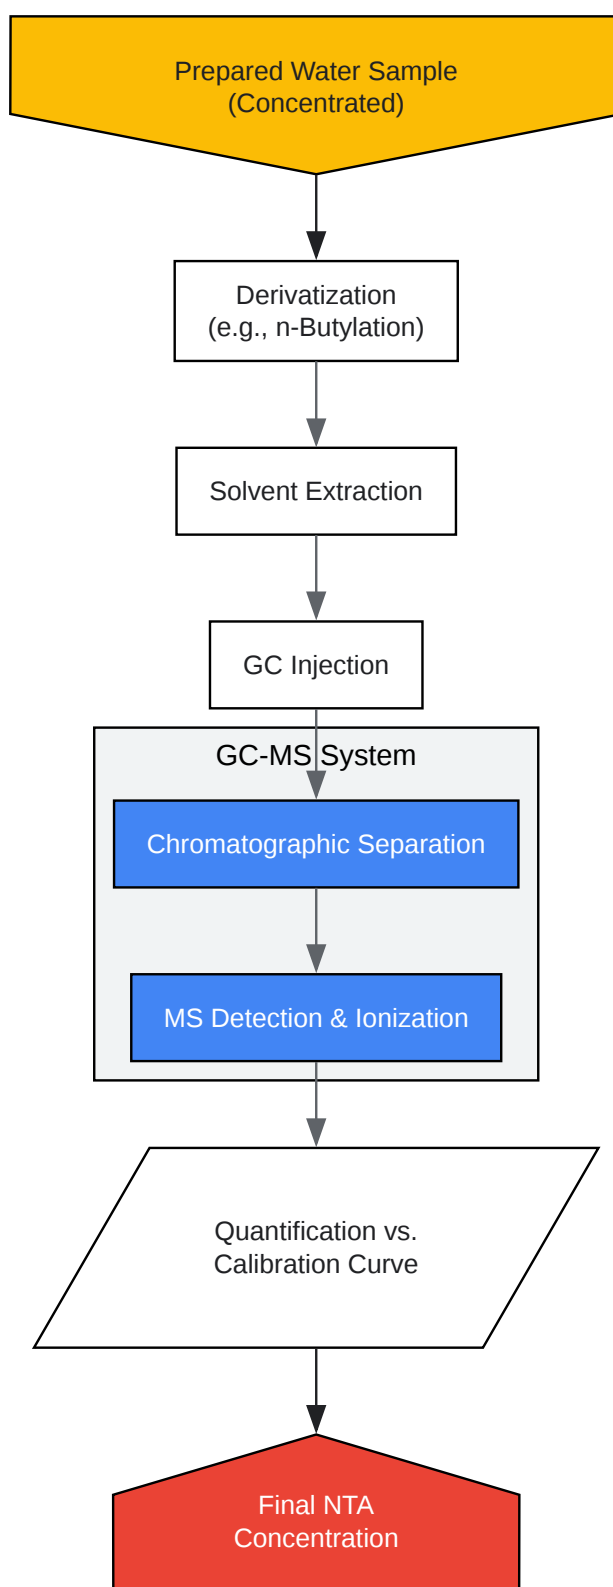 Prepared Water Sample
(Concentrated)
Derivatization
(e.g., n-Butylation)
Solvent Extraction
GC Injection
GC-MS System
Chromatographic Separation
MS Detection & Ionization
Quantification vs.
Calibration Curve
Final NTA
Concentration